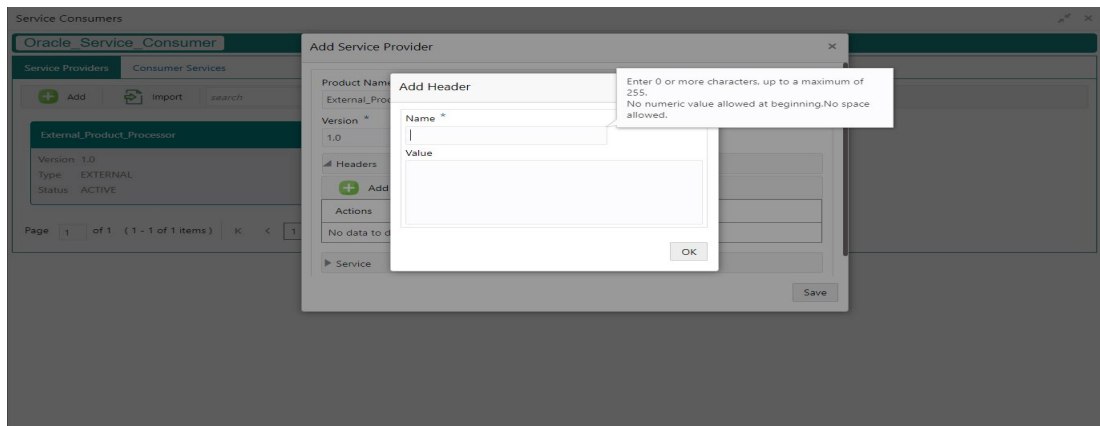 Service Consumers
Oracle_Service_Consumer
Service Providers Consumer Services
Add Import search
External_Product_Processor
Version 1.0
Type EXTERNAL
Status ACTIVE
Page 1 of 1 (1 - 1 of 1 items) K < 1
Add Service Provider
Product Name
External_Proc
Version *
1.0
Headers
Add
Actions
No data to d
Service
Save
Add Header
Name *
Value
OK
Enter 0 or more characters, up to a maximum of
255.
No numeric value allowed at beginning.No space
allowed.